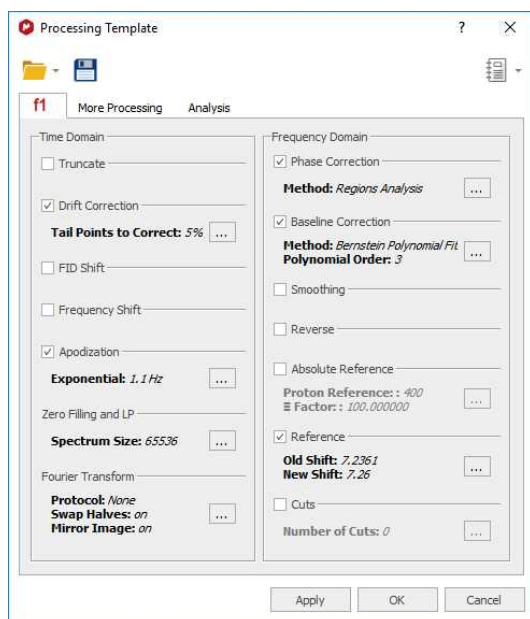 Processing Template
?
f1
More Processing
Analysis
Time Domain
Truncate
Drift Correction
Tail Points to Correct: 5%
...
FID Shift
Frequency Shift
Apodization
Exponential: 1.1 Hz
...
Zero Filling and LP
Spectrum Size: 65536
...
Fourier Transform
Protocol: None
Swap Halves: on
Mirror Image: on
...
Frequency Domain
Phase Correction
Method: Regions Analysis
...
Baseline Correction
Method: Bernstein Polynomial Fit
Polynomial Order: 3
...
Smoothing
Reverse
Absolute Reference
Proton Reference: : 400
Ξ Factor: : 100.000000
...
Reference
Old Shift: 7.2361
New Shift: 7.26
...
Cuts
Number of Cuts: 0
...
Apply
OK
Cancel